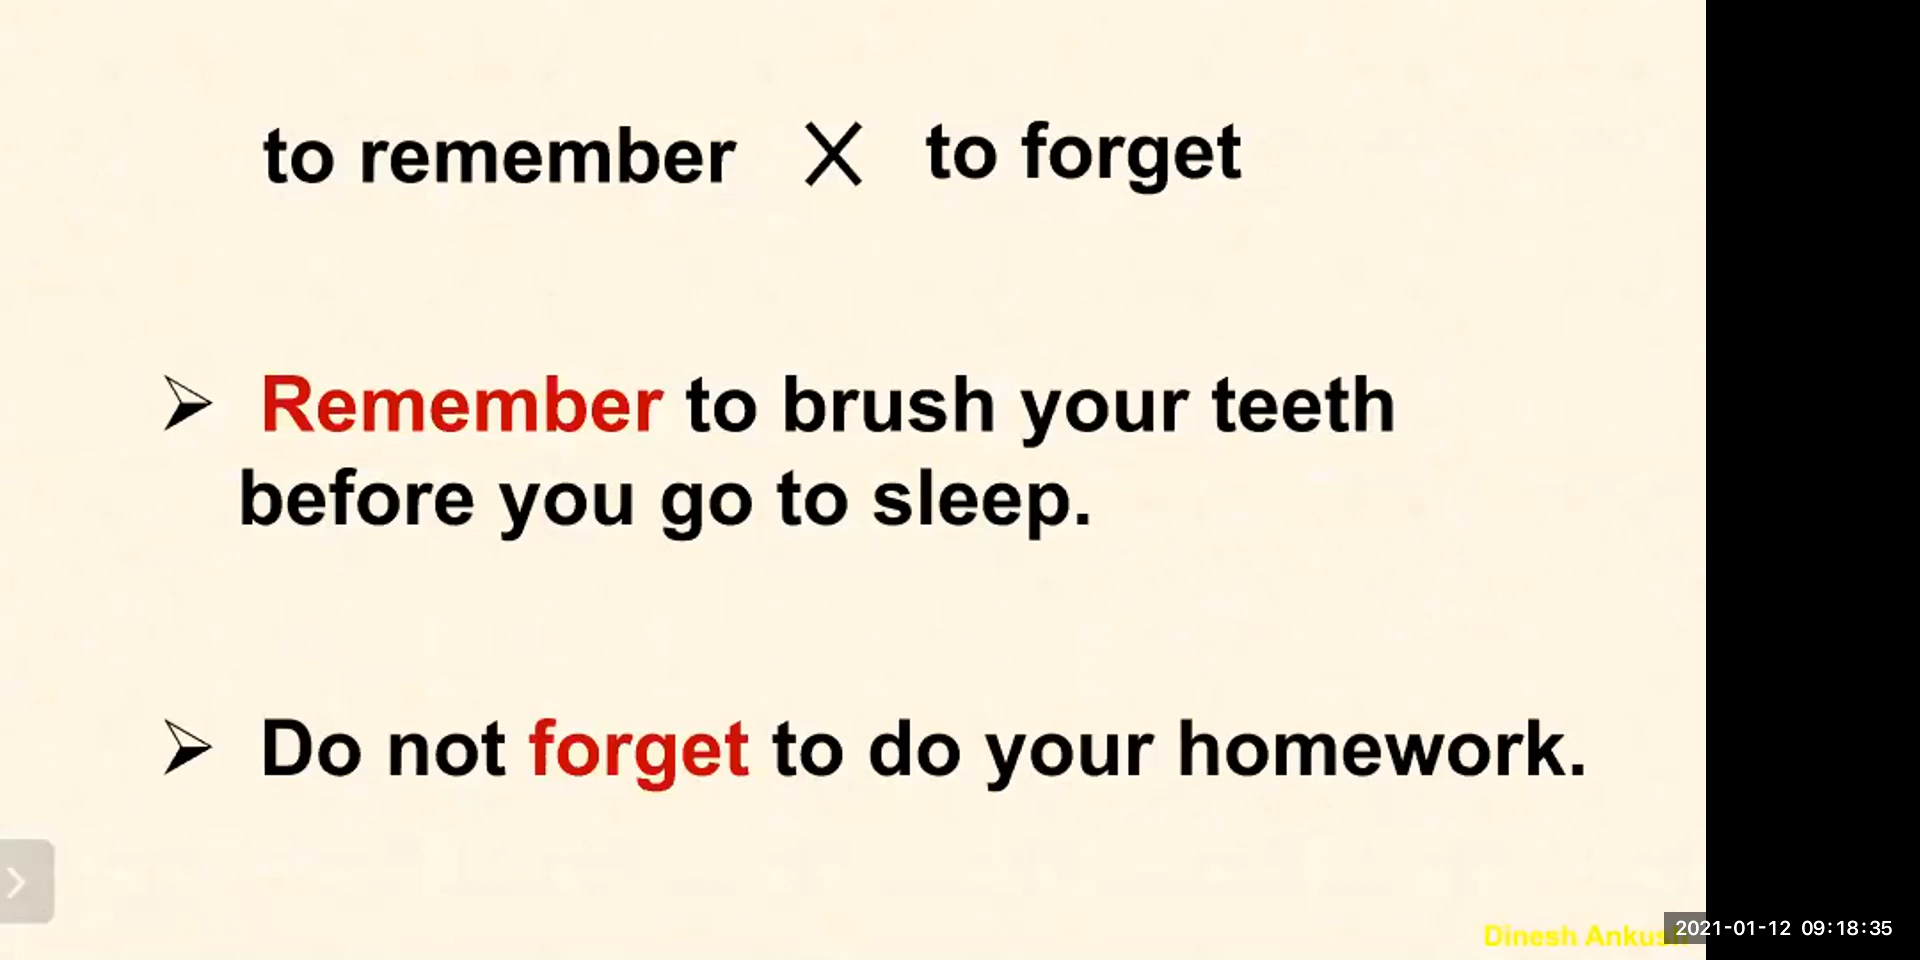 to remember X to forget
➢ Remember to brush your teeth
before you go to sleep.
➢ Do not forget to do your homework.
Dinesh
2021-01-12 09:18:35